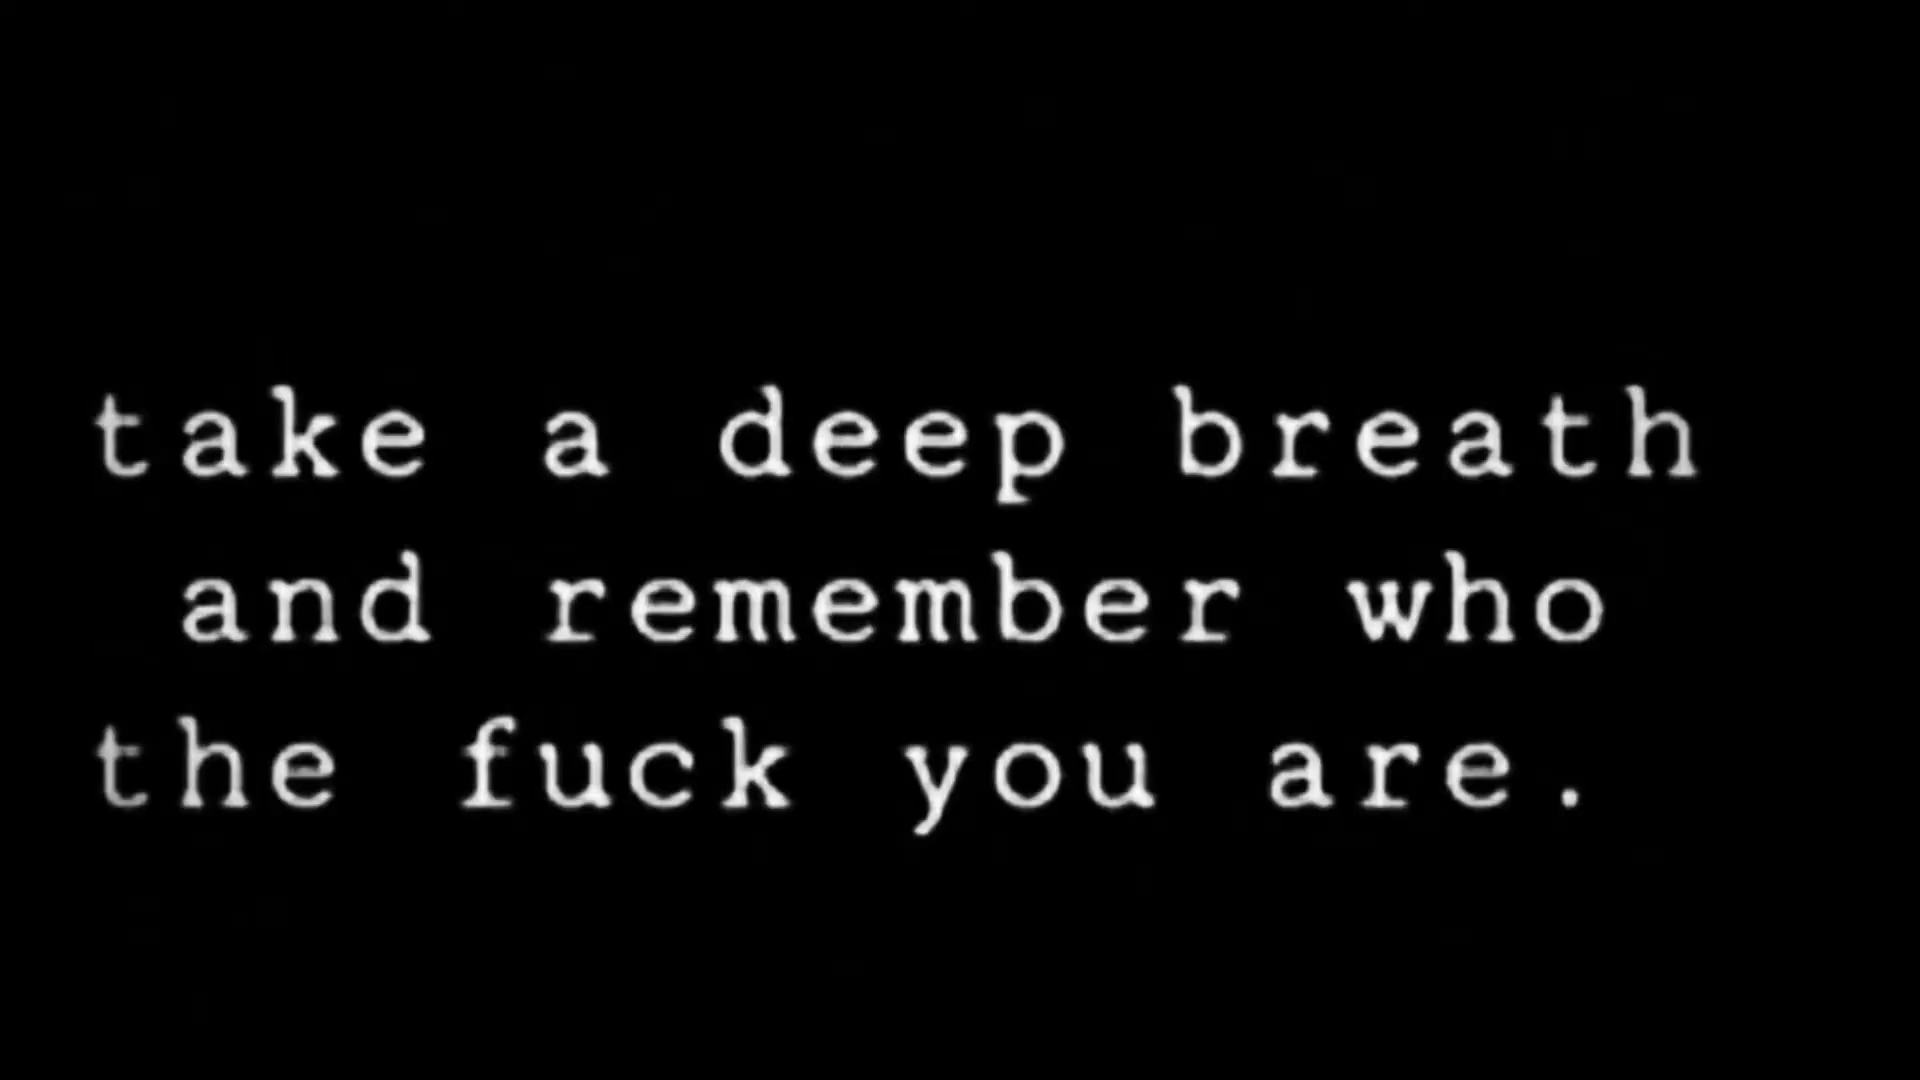 take a deep breath
and remember who
the fuck you are.